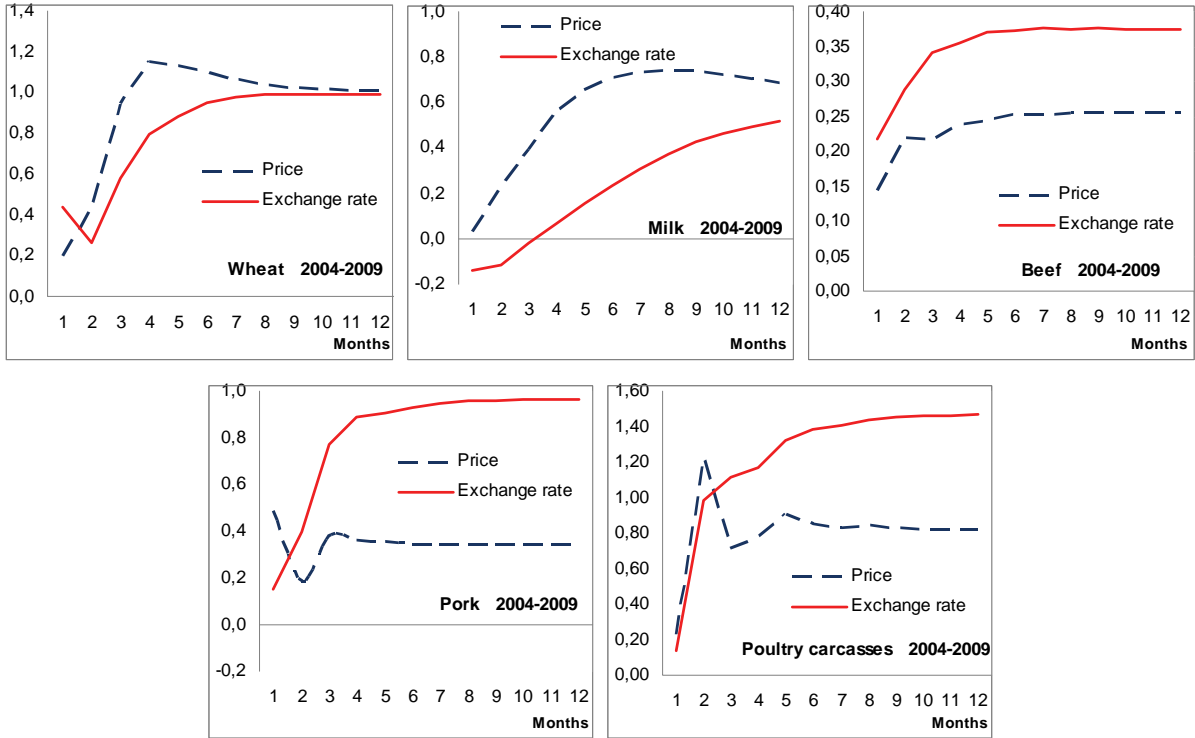 1,4
1,2
1,0
0,8
0,6
0,4
0,2
0,0
Price
Exchange rate
Wheat 2004-2009
1 2 3 4 5 6 7 8 9 10 11 12
Months
1,0
0,8
0,6
0,4
0,2
0,0
-0,2
Price
Exchange rate
Milk 2004-2009
1 2 3 4 5 6 7 8 9 10 11 12
Months
0,40
0,35
0,30
0,25
0,20
0,15
0,10
0,05
0,00
Price
Exchange rate
Beef 2004-2009
1 2 3 4 5 6 7 8 9 10 11 12
Months
1,0
0,8
0,6
0,4
0,2
0,0
-0,2
Price
Exchange rate
Pork 2004-2009
1 2 3 4 5 6 7 8 9 10 11 12
Months
1,60
1,40
1,20
1,00
0,80
0,60
0,40
0,20
0,00
Price
Exchange rate
Poultry carcasses 2004-2009
1 2 3 4 5 6 7 8 9 10 11 12
Months